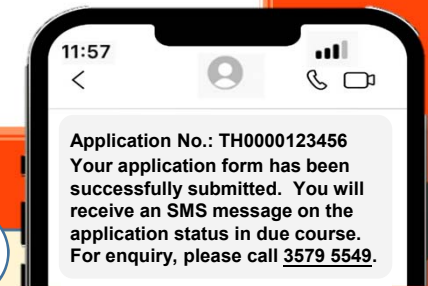 11:57
Application No.: TH0000123456
Your application form has been
successfully submitted.  You will
receive an SMS message on the
application status in due course.
For enquiry, please call 3579 5549.